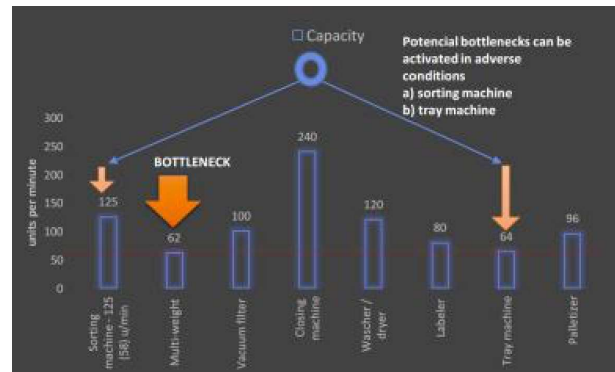 Capacity
Potencial bottlenecks can be
activated in adverse
conditions
a) sorting machine
b) tray machine
units per minute
300
250
200
150
100
50
0
BOTTLENECK
125
62
100
240
120
80
64
96
Sorting
machine - 125
(58) u/min
Multi-weight
Vacuum filter
Closing
machine
Wascher /
dryer
Labeler
Tray machine
Palletizer